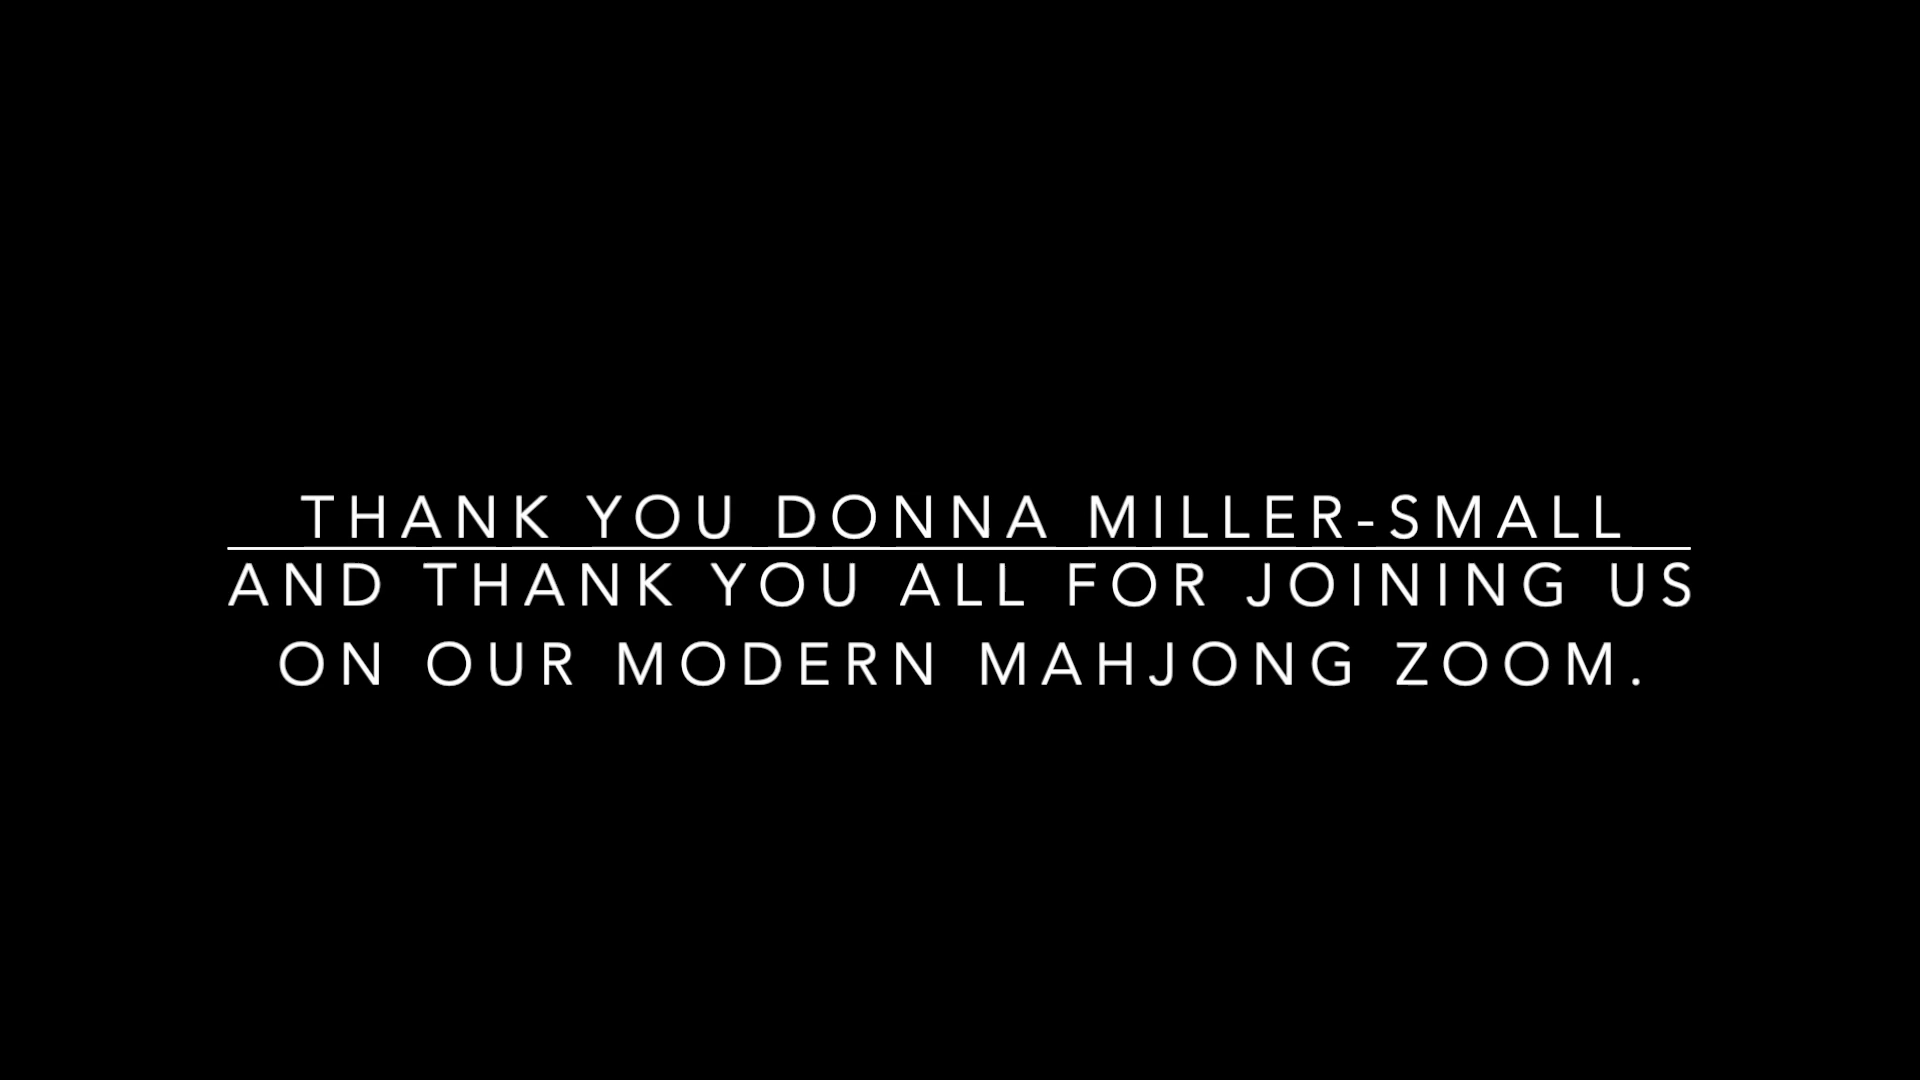 THANK YOU DONNA MILLER-SMALL
AND THANK YOU ALL FOR JOINING US
ON OUR MODERN MAHJONG ZOOM.